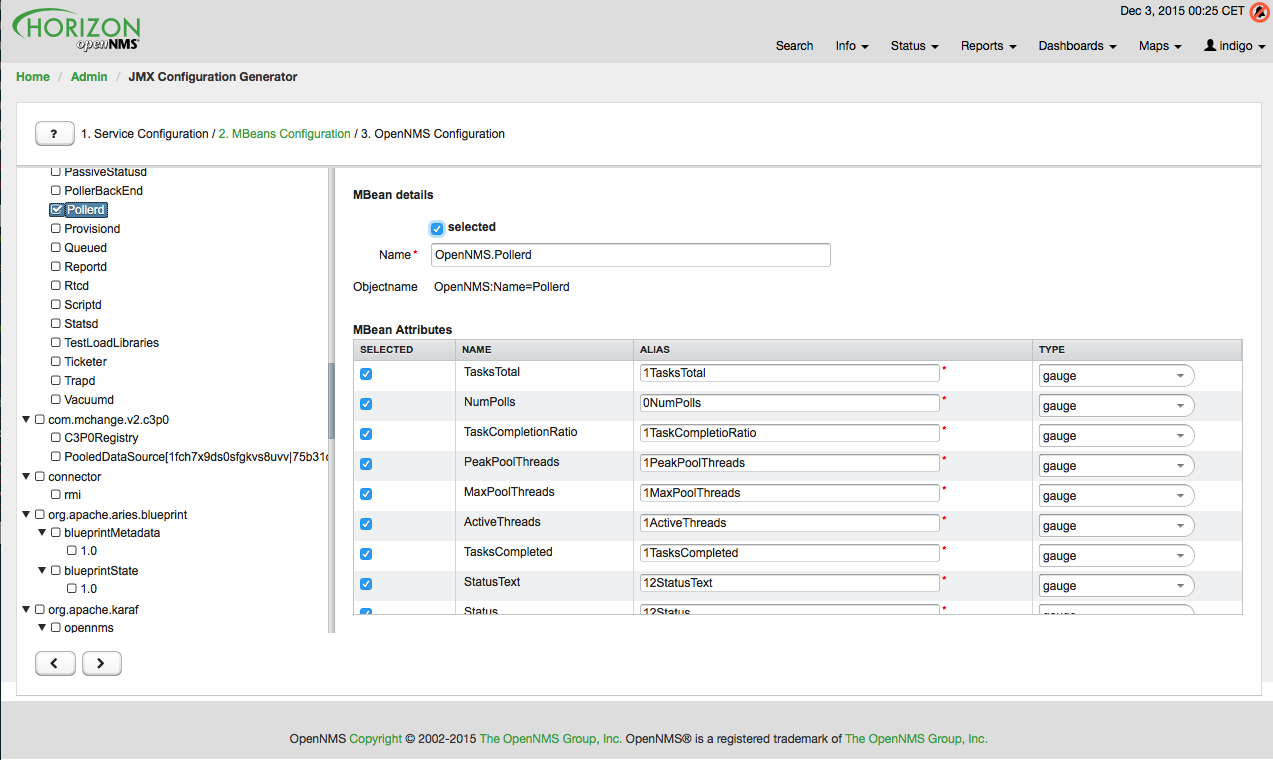 HORIZON
openNMS
Dec 3, 2015 00:25 CET
Search Info Status Reports Dashboards Maps indigo
Home / Admin / JMX Configuration Generator
? 1. Service Configuration / 2. MBeans Configuration / 3. OpenNMS Configuration
PassiveStatusd
PollerBackEnd
Pollerd
Provisiond
Queued
Reportd
Rtcd
Scriptd
Statsd
TestLoadLibraries
Ticketer
Trapd
Vacuumd
com.mchange.v2.c3p0
C3P0Registry
PooledDataSource[1fch7x9ds0sfgkvs8uvv|75b31c
connector
rmi
org.apache.aries.blueprint
blueprintMetadata
1.0
blueprintState
1.0
org.apache.karaf
opennms
MBean details
selected
Name* OpenNMS.Pollerd
Objectname OpenNMS:Name=Pollerd
MBean Attributes
SELECTED NAME ALIAS TYPE
TasksTotal 1TasksTotal * gauge
NumPolls 0NumPolls * gauge
TaskCompletionRatio 1TaskCompletioRatio * gauge
PeakPoolThreads 1PeakPoolThreads * gauge
MaxPoolThreads 1MaxPoolThreads * gauge
ActiveThreads 1ActiveThreads * gauge
TasksCompleted 1TasksCompleted * gauge
StatusText 12StatusText * gauge
Status 12Status * gauge
< >
OpenNMS Copyright © 2002-2015 The OpenNMS Group, Inc. OpenNMS® is a registered trademark of The OpenNMS Group, Inc.